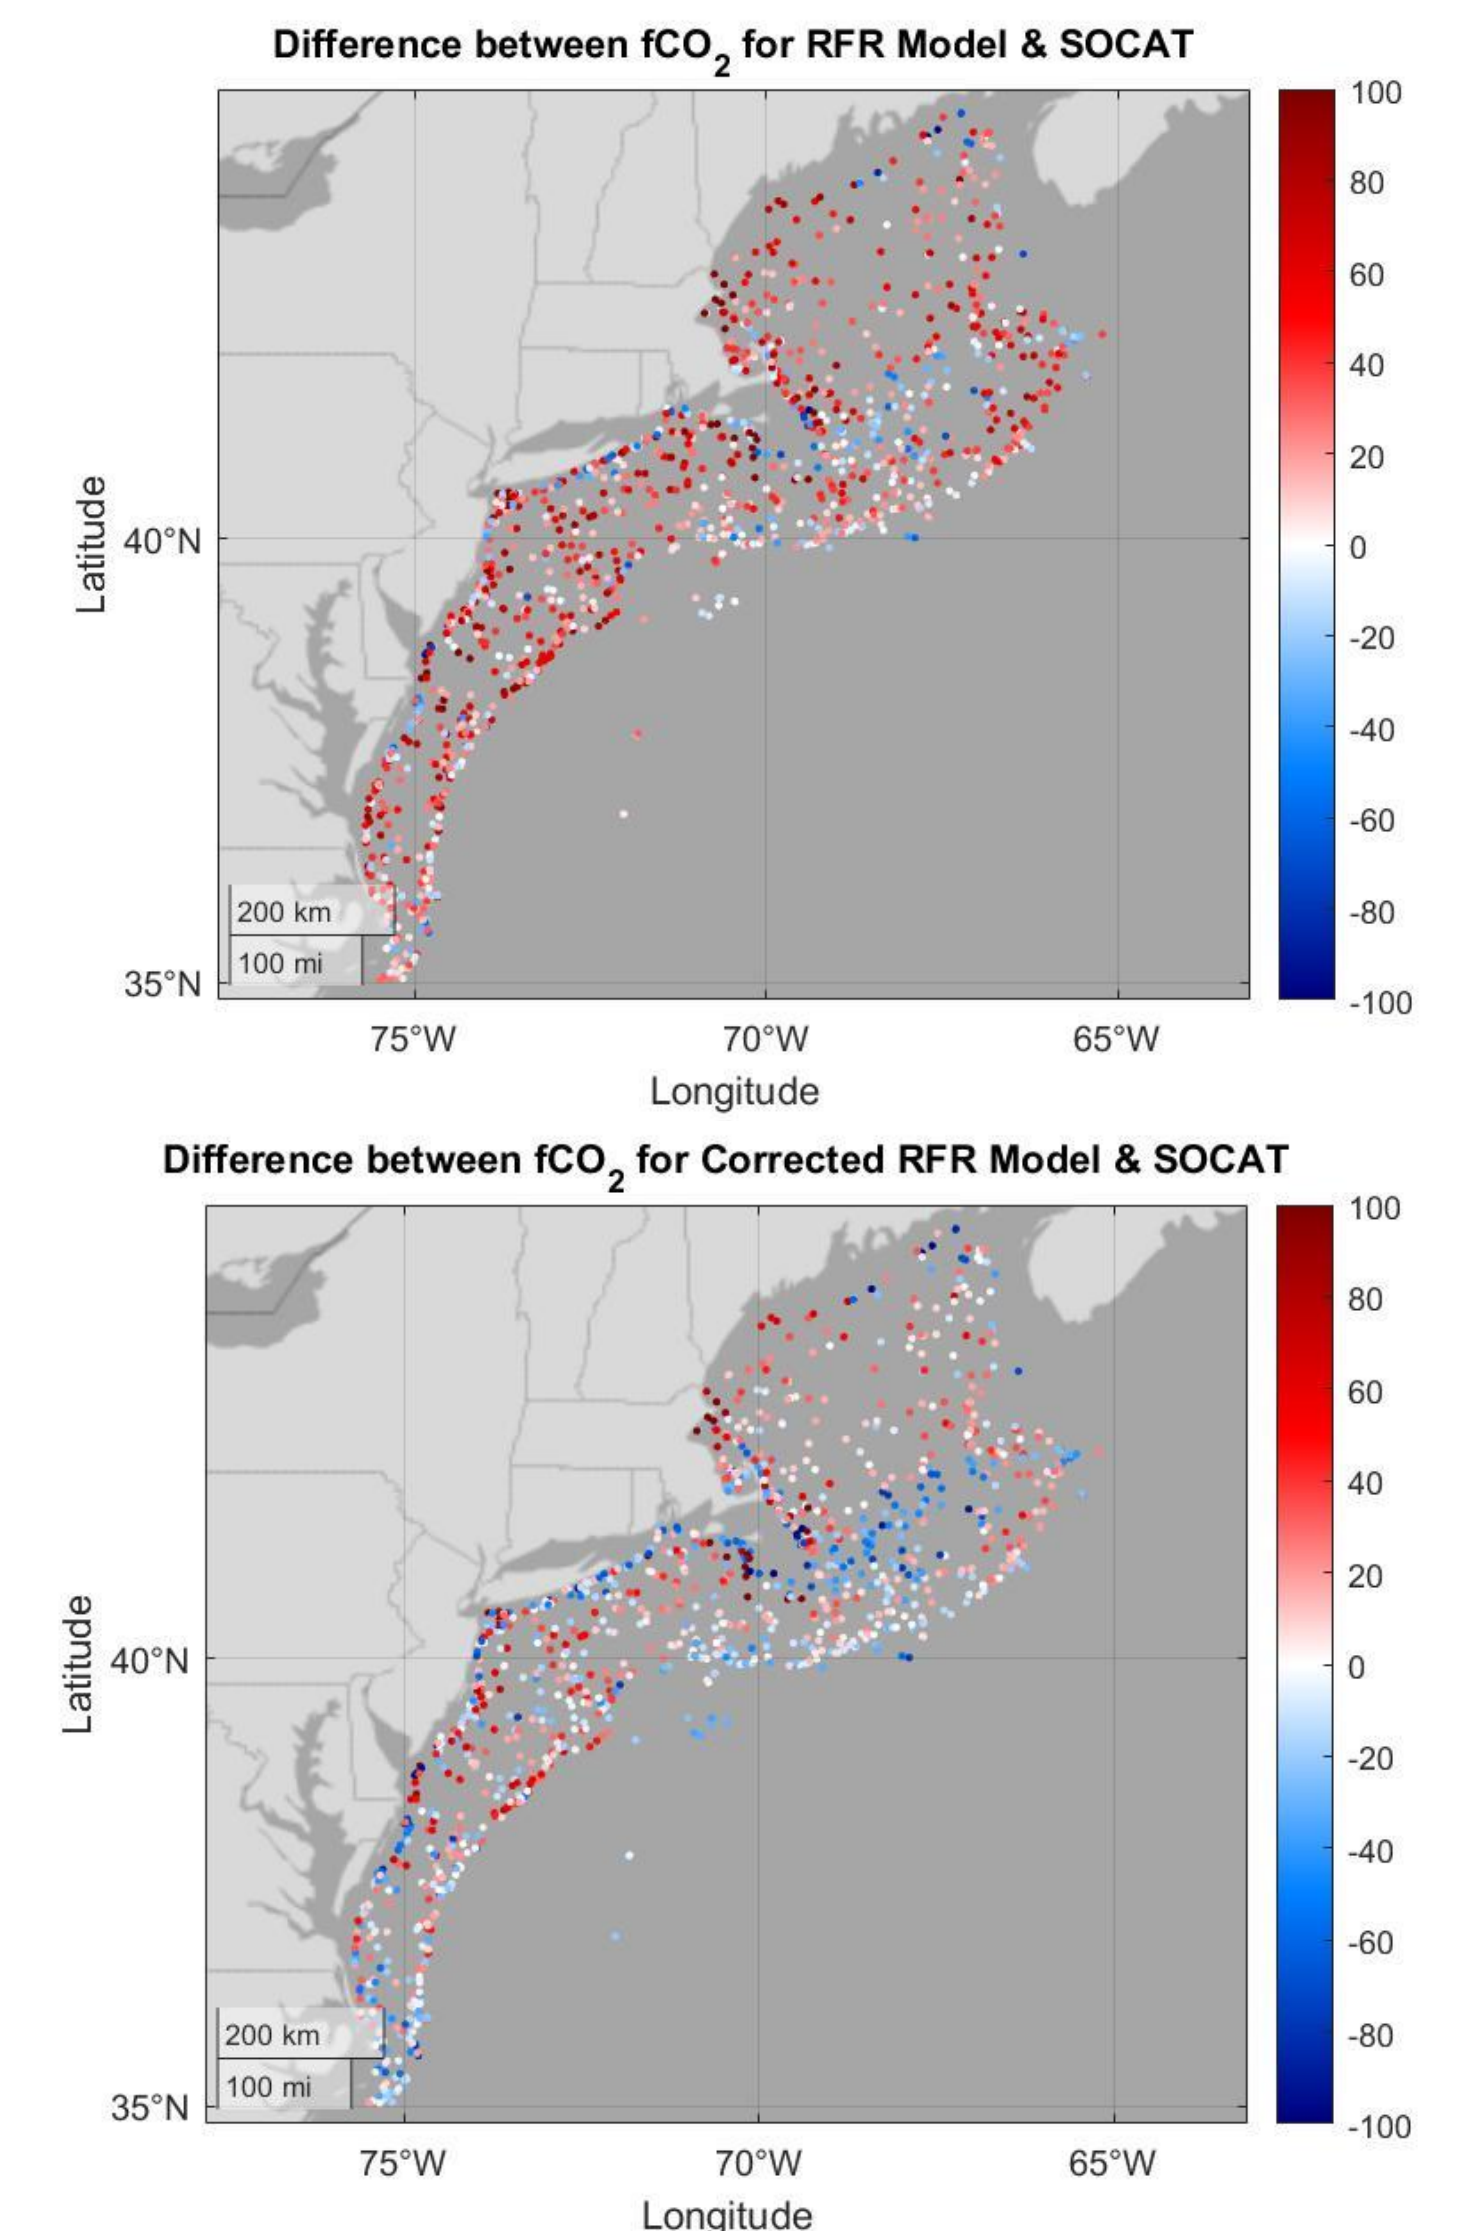 Difference between fCO2 for RFR Model & SOCAT
100
80
60
40
20
0
-20
-40
-60
-80
-100
Latitude
40°N
35°N
200 km
100 mi
75°W 70°W 65°W
Longitude
Difference between fCO2 for Corrected RFR Model & SOCAT
100
80
60
40
20
0
-20
-40
-60
-80
-100
Latitude
40°N
35°N
200 km
100 mi
75°W 70°W 65°W
Longitude